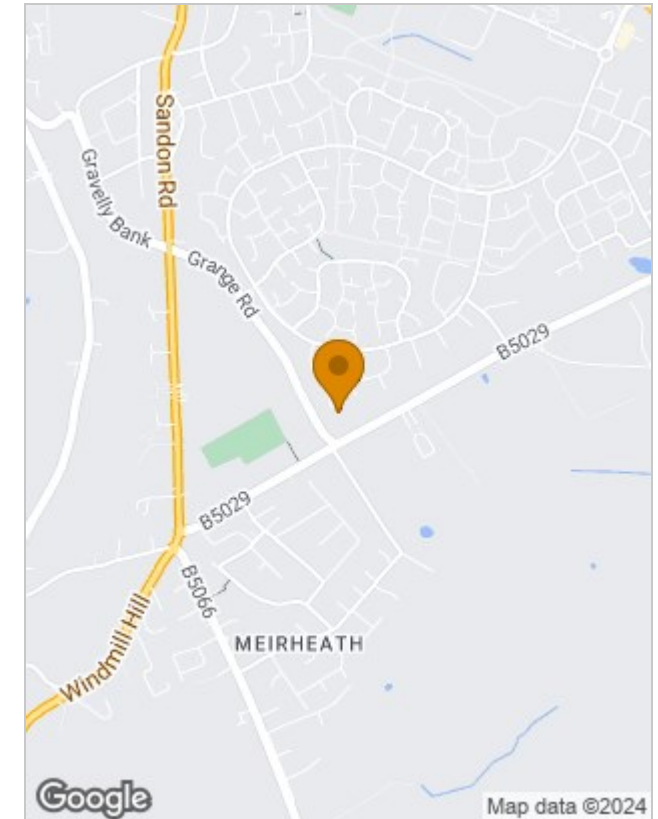 Sandon Rd
Gravelly Bank
Grange Rd
B5029
B5029
B5066
MEIRHEATH
Windmill Hill
Google
Map data ©2024